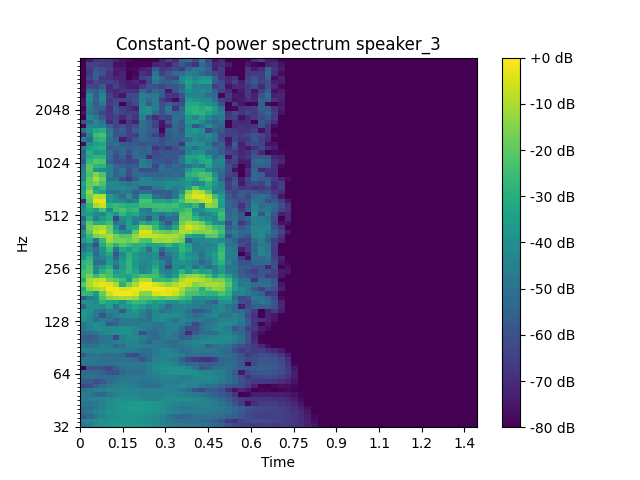 Constant-Q power spectrum speaker_3
Hz
2048
1024
512
256
128
64
32
0 0.15 0.3 0.45 0.6 0.75 0.9 1.1 1.2 1.4
Time
+0 dB
-10 dB
-20 dB
-30 dB
-40 dB
-50 dB
-60 dB
-70 dB
-80 dB